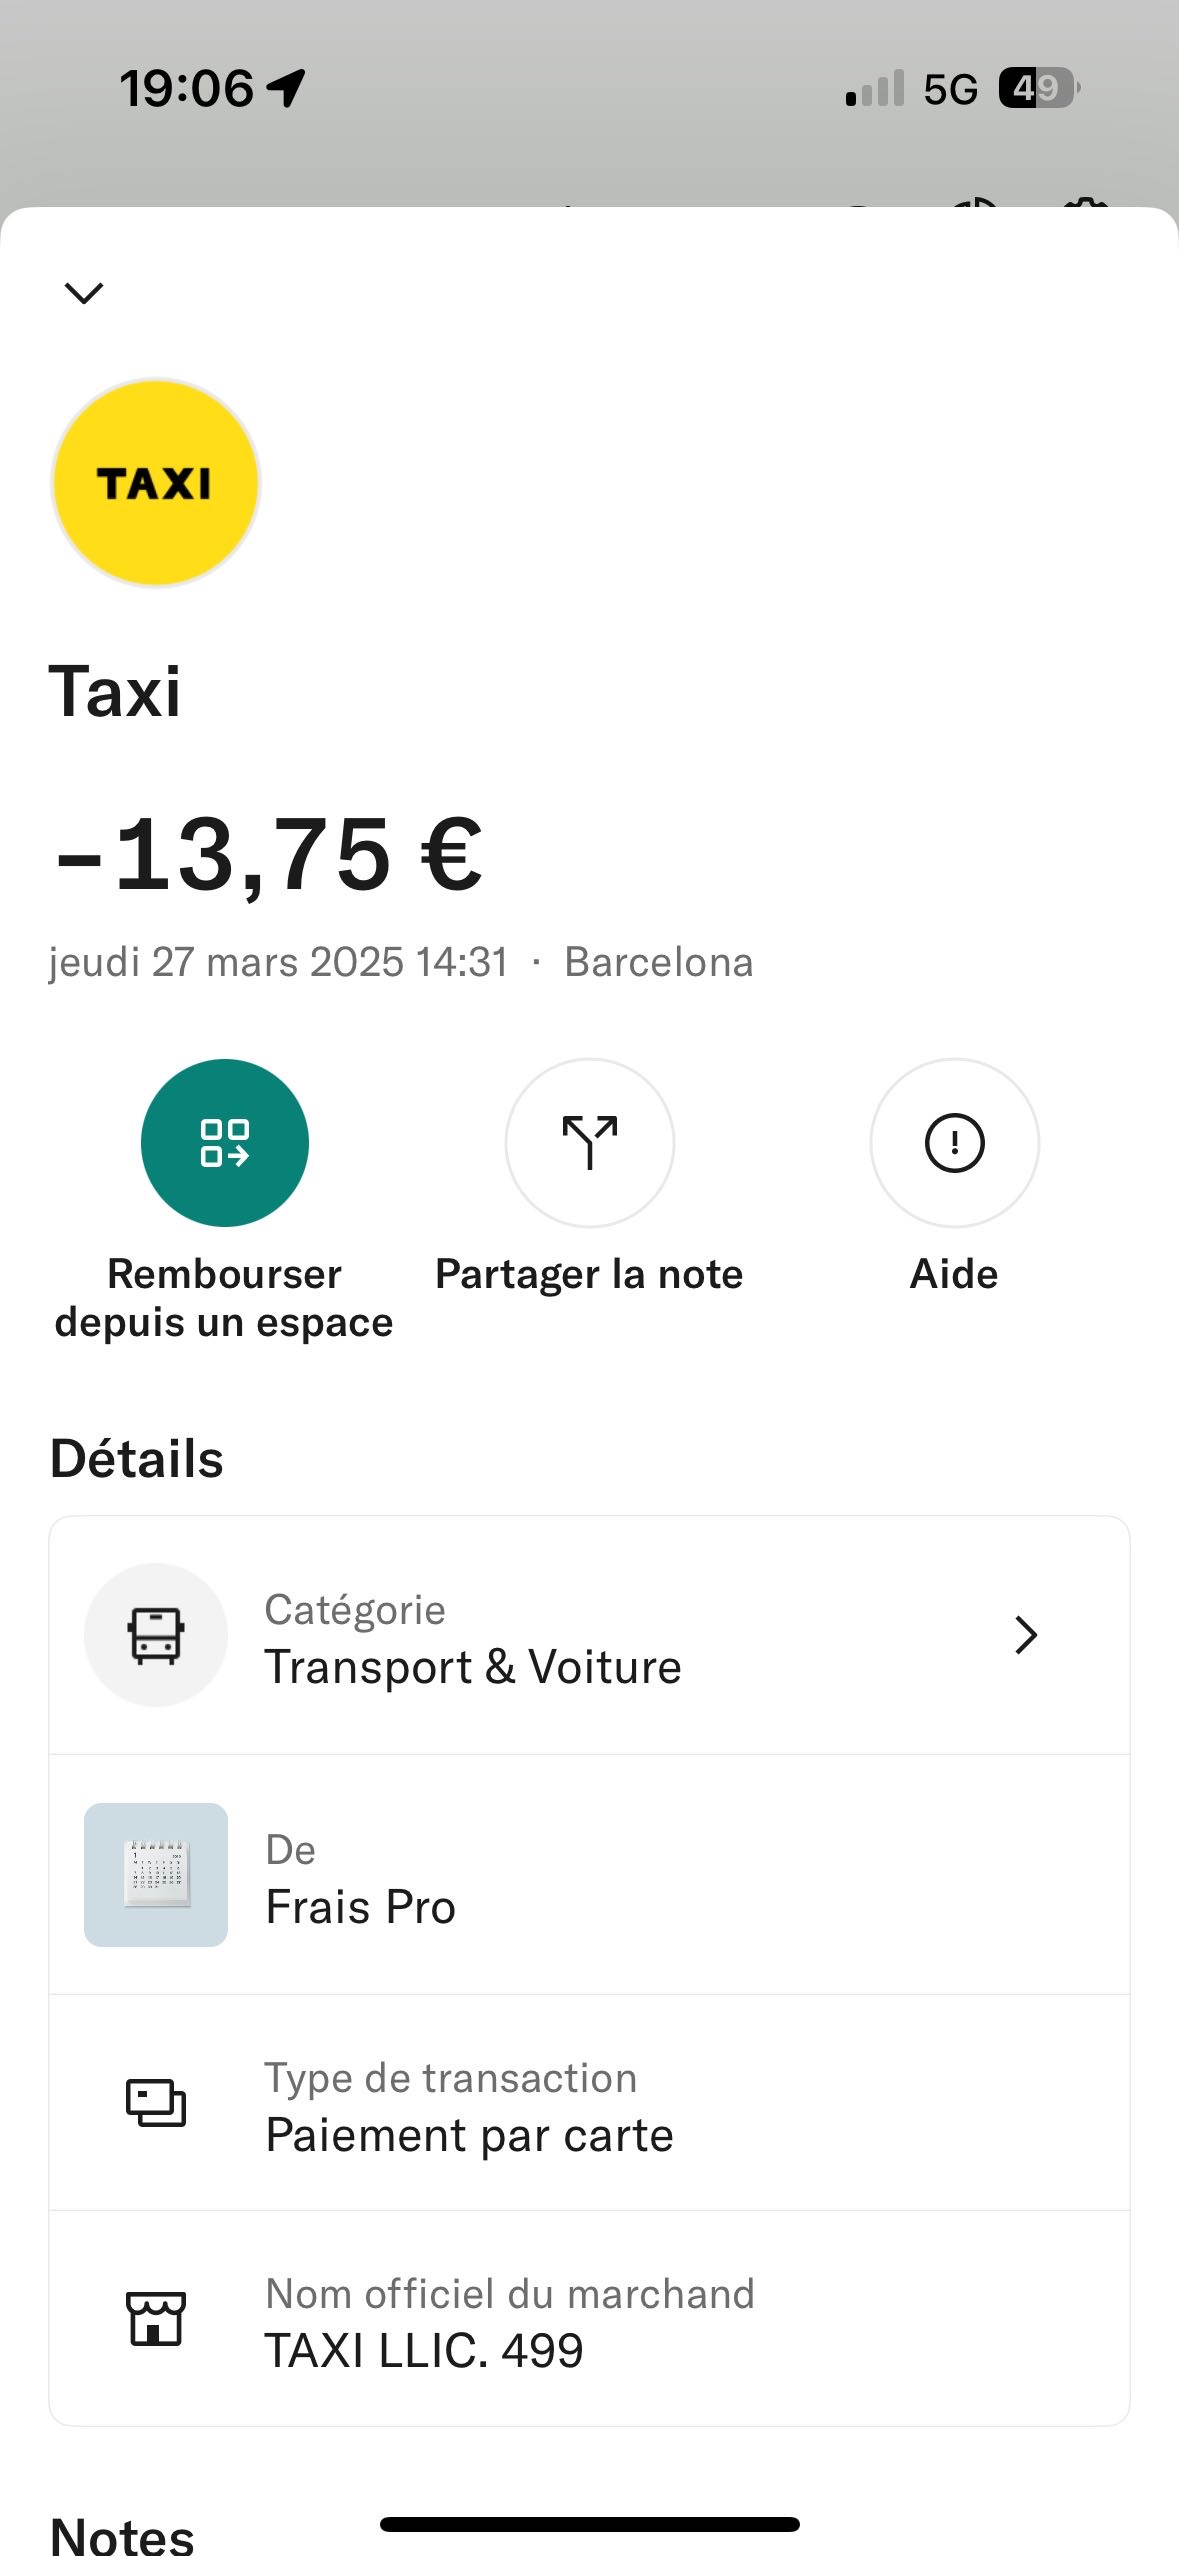 19:06
5G
49
TAXI
Taxi
-13,75 €
jeudi 27 mars 2025 14:31 · Barcelona
Rembourser
depuis un espace
Partager la note
Aide
Détails
Catégorie
Transport & Voiture
De
Frais Pro
Type de transaction
Paiement par carte
Nom officiel du marchand
TAXI LLIC. 499
Notes